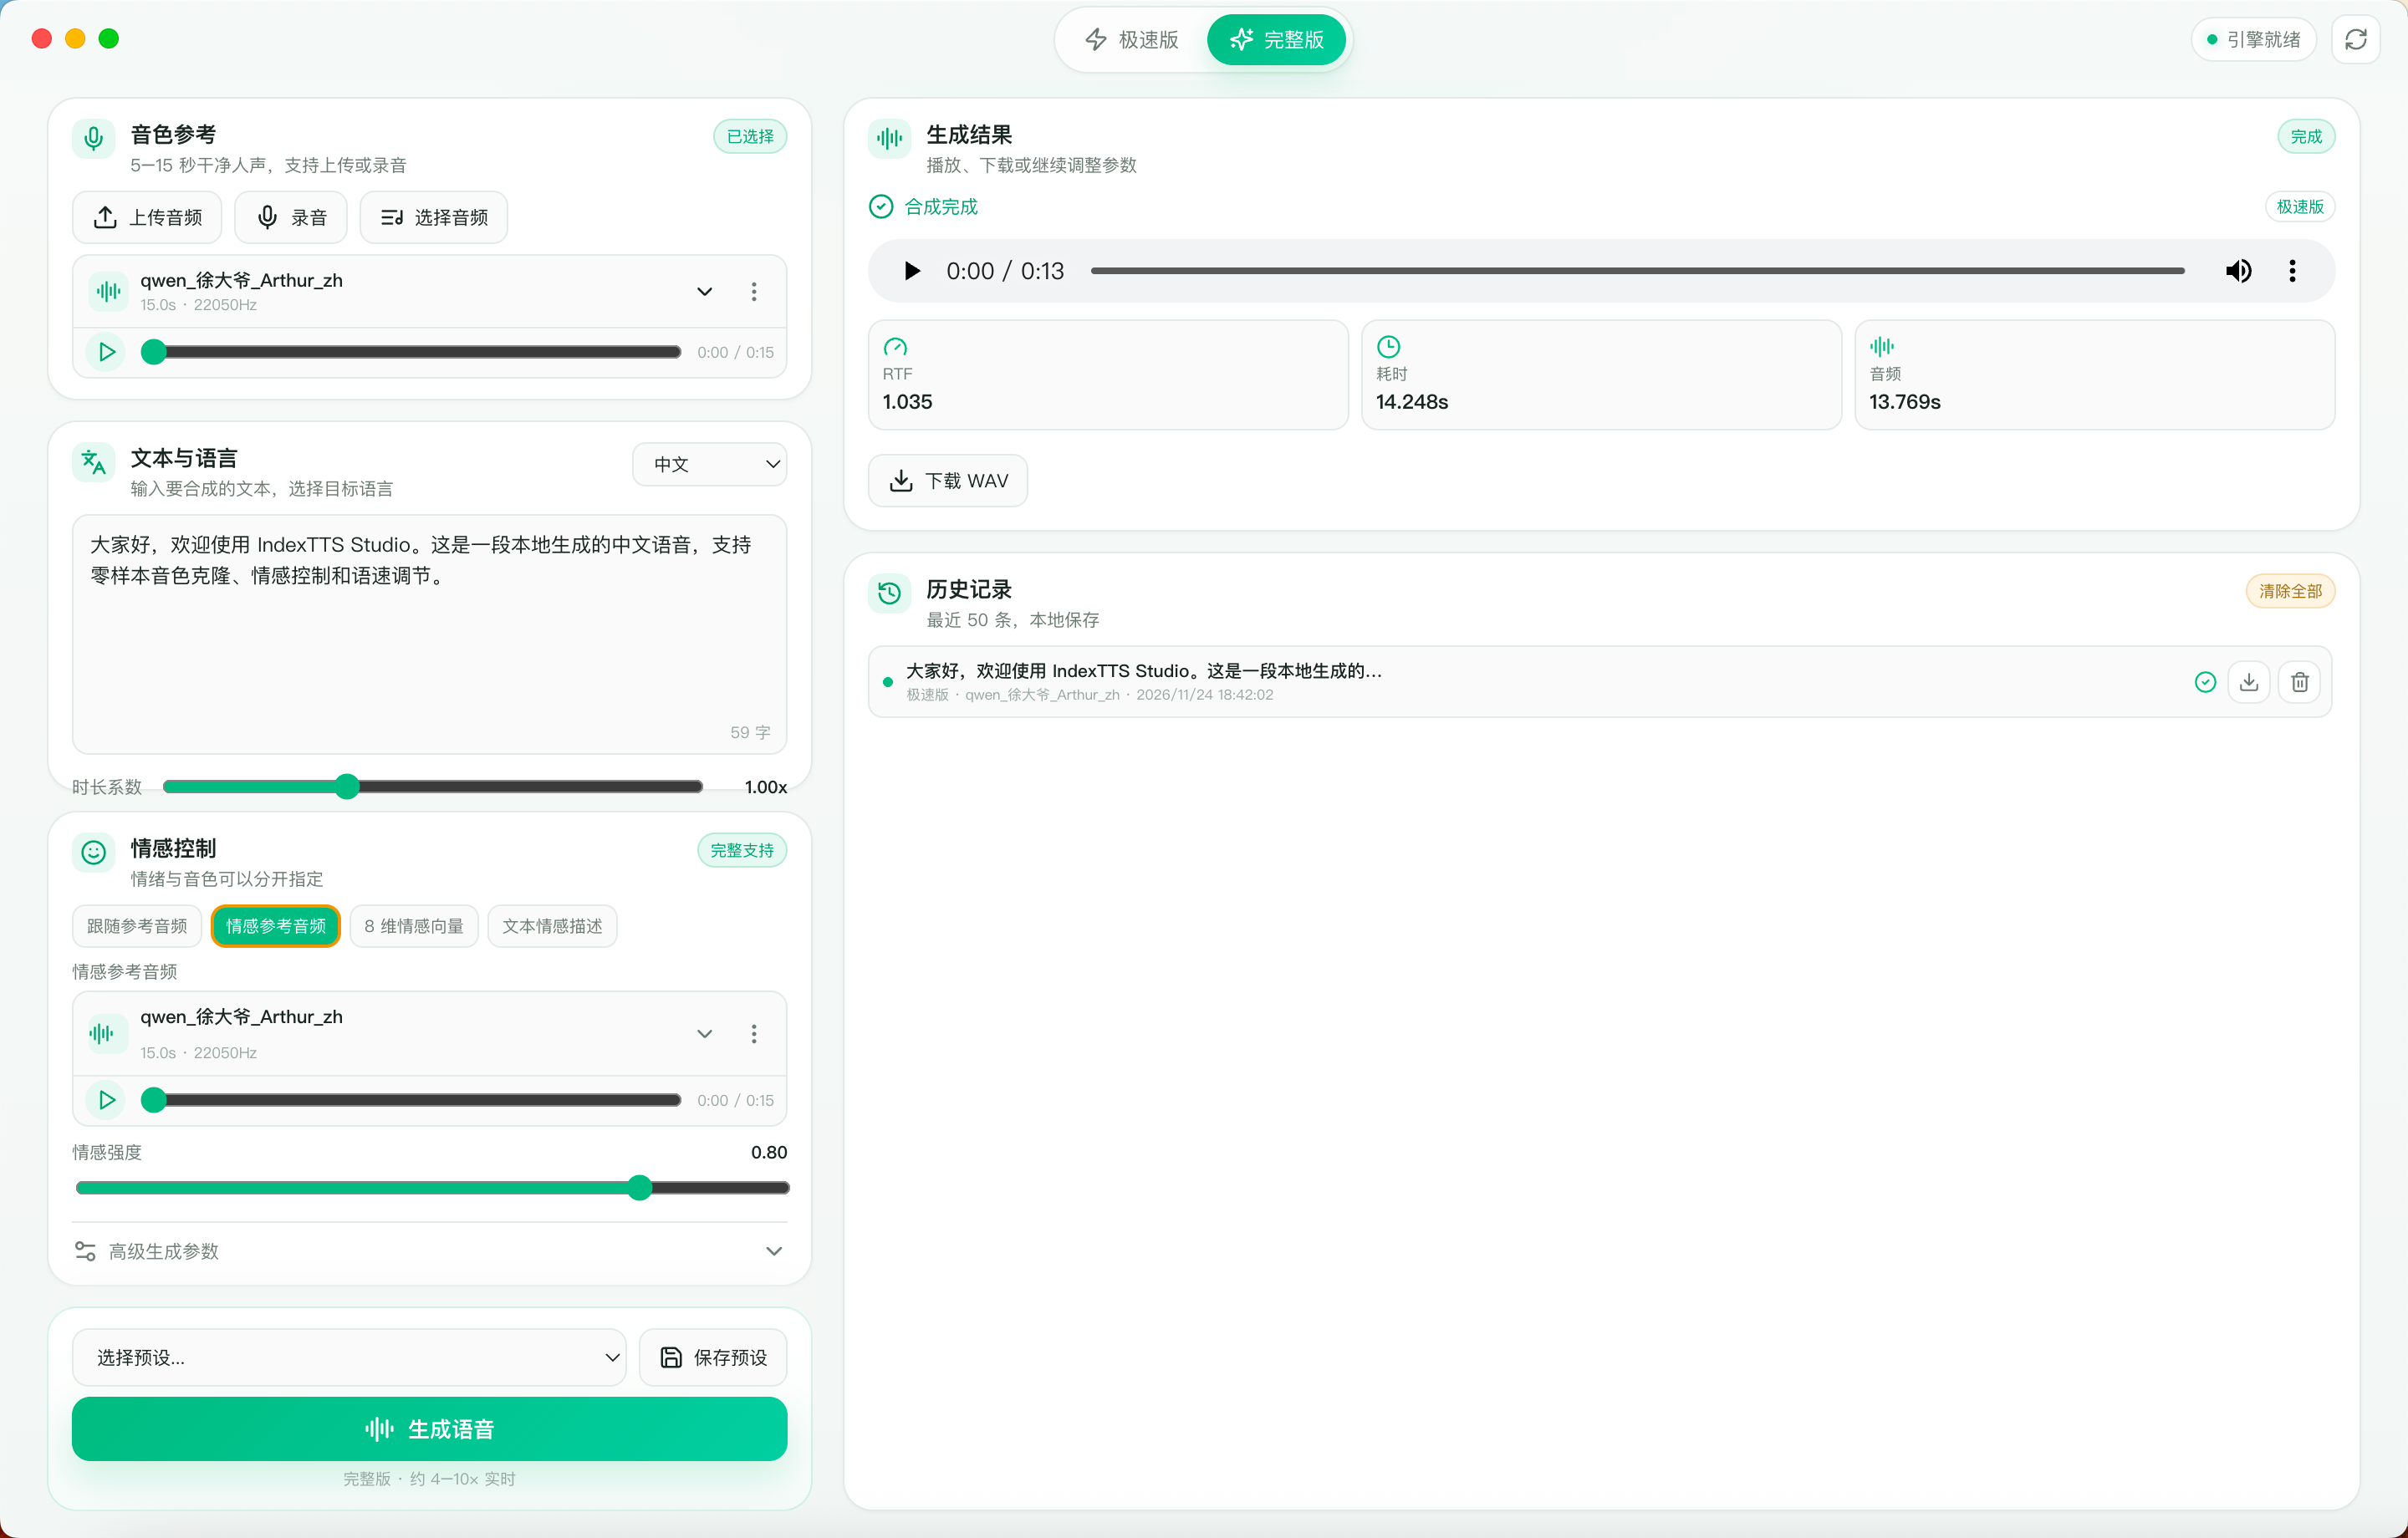 极速版
完整版
引擎就绪
音色参考
5–15 秒干净人声，支持上传或录音
已选择
上传音频
录音
选择音频
qwen_徐大爷_Arthur_zh
15.0s · 22050Hz
0:00 / 0:15
文本与语言
输入要合成的文本，选择目标语言
中文
大家好，欢迎使用 IndexTTS Studio。这是一段本地生成的中文语音，支持
零样本音色克隆、情感控制和语速调节。
59 字
时长系数
1.00x
情感控制
情绪与音色可以分开指定
完整支持
跟随参考音频
情感参考音频
8 维情感向量
文本情感描述
情感参考音频
qwen_徐大爷_Arthur_zh
15.0s · 22050Hz
0:00 / 0:15
情感强度
0.80
高级生成参数
选择预设...
保存预设
生成语音
完整版 · 约 4–10× 实时
生成结果
播放、下载或继续调整参数
完成
合成完成
极速版
0:00 / 0:13
RTF
1.035
耗时
14.248s
音频
13.769s
下载 WAV
历史记录
最近 50 条，本地保存
清除全部
大家好，欢迎使用 IndexTTS Studio。这是一段本地生成的...
极速版 · qwen_徐大爷_Arthur_zh · 2026/11/24 18:42:02